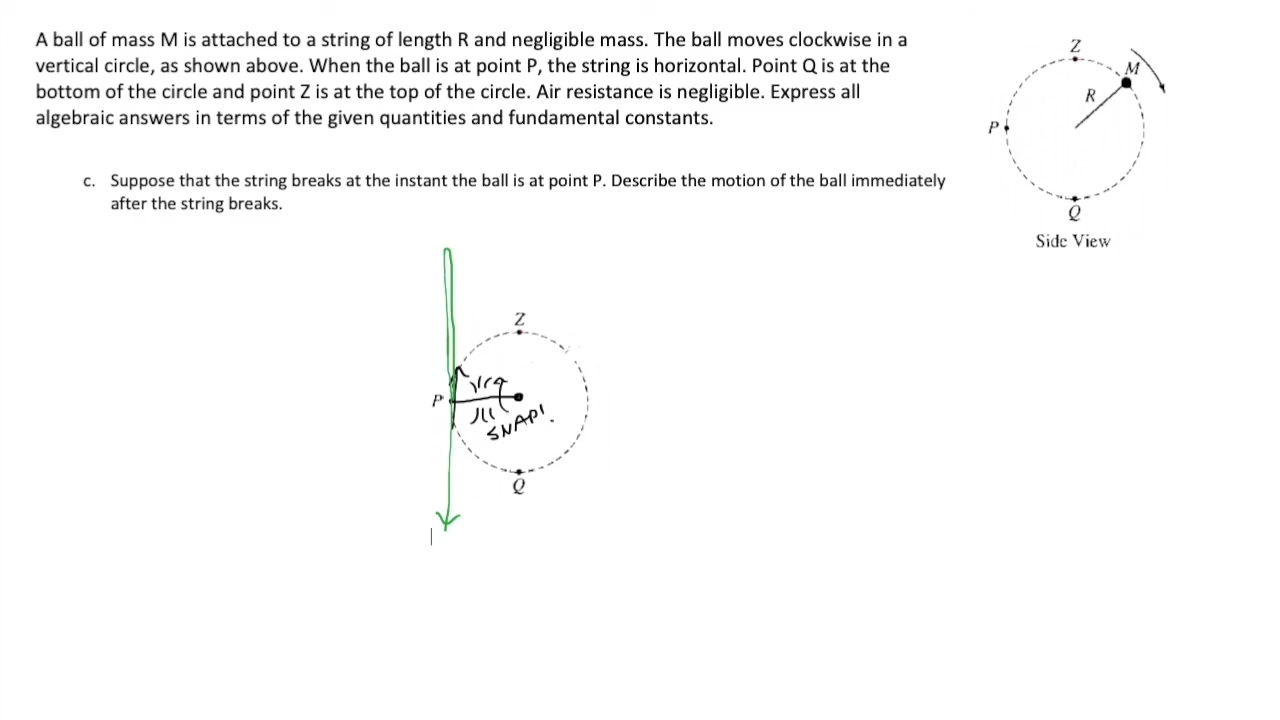 A ball of mass M is attached to a string of length R and negligible mass. The ball moves clockwise in a
vertical circle, as shown above. When the ball is at point P, the string is horizontal. Point Q is at the
bottom of the circle and point Z is at the top of the circle. Air resistance is negligible. Express all
algebraic answers in terms of the given quantities and fundamental constants.
Z
M
R
P
Q
Side View
c. Suppose that the string breaks at the instant the ball is at point P. Describe the motion of the ball immediately
after the string breaks.
Z
P
SNAP!
Q